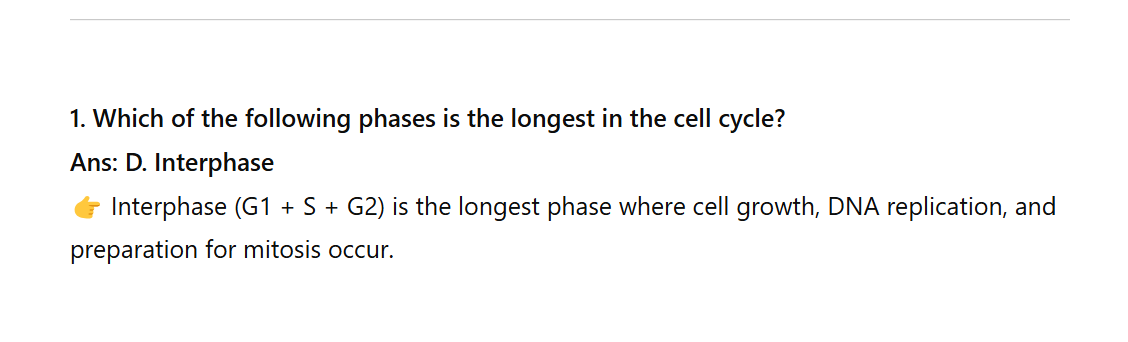 1. Which of the following phases is the longest in the cell cycle?
Ans: D. Interphase
👉 Interphase (G1 + S + G2) is the longest phase where cell growth, DNA replication, and
preparation for mitosis occur.